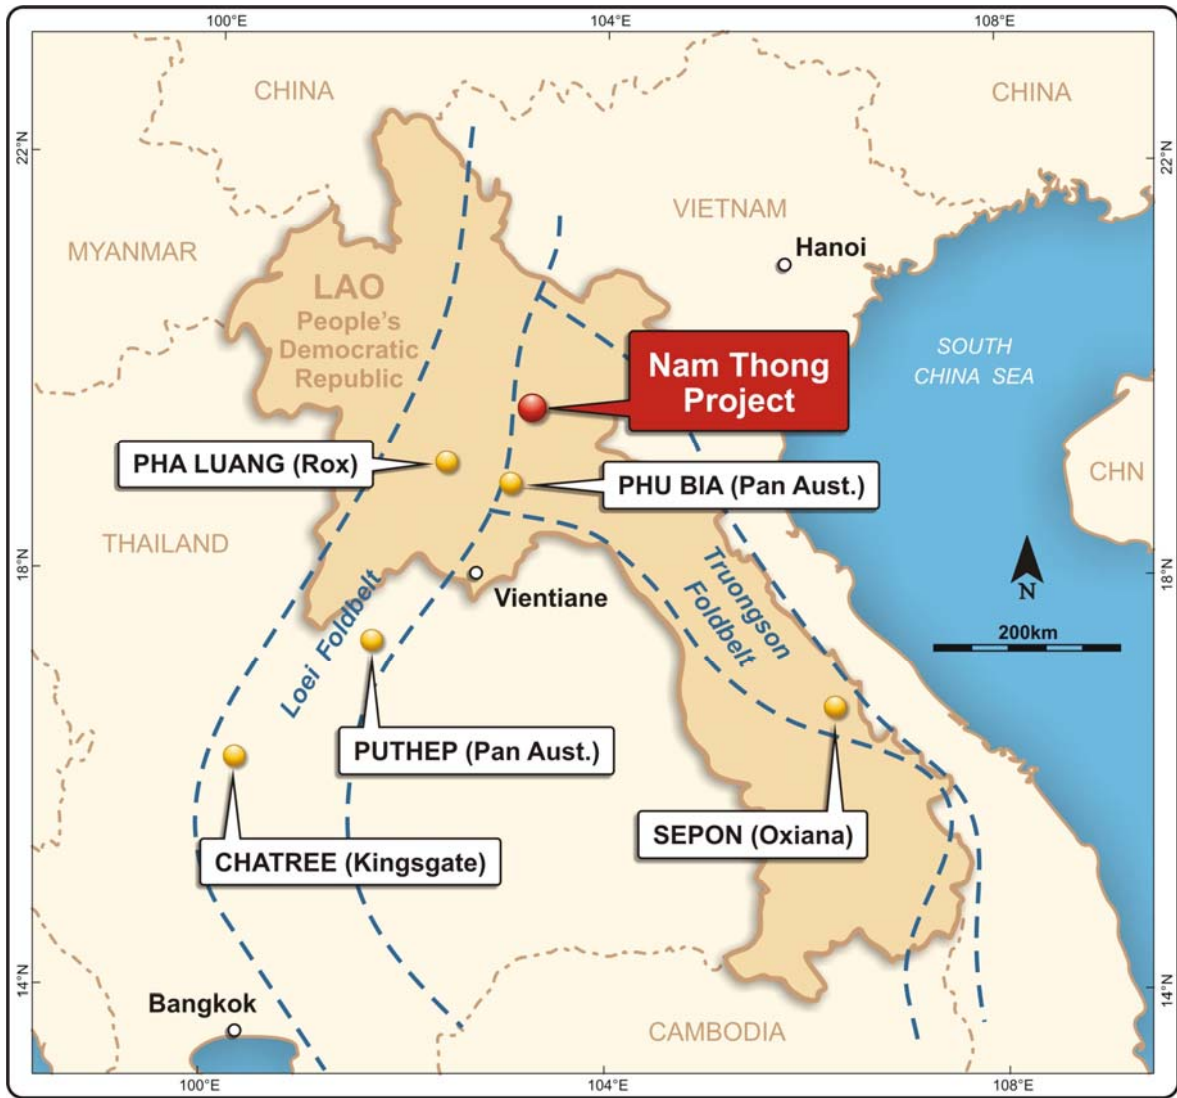 100°E
104°E
108°E
CHINA
CHINA
22°N
22°N
VIETNAM
MYANMAR
Hanoi
LAO
People's
Democratic
Republic
SOUTH
CHINA SEA
Nam Thong
Project
PHA LUANG (Rox)
PHU BIA (Pan Aust.)
CHN
THAILAND
18°N
18°N
Vientiane
Truongson
Foldbelt
N
200km
Loei Foldbelt
PUTHEP (Pan Aust.)
SEPON (Oxiana)
CHATREE (Kingsgate)
14°N
14°N
Bangkok
CAMBODIA
100°E
104°E
108°E